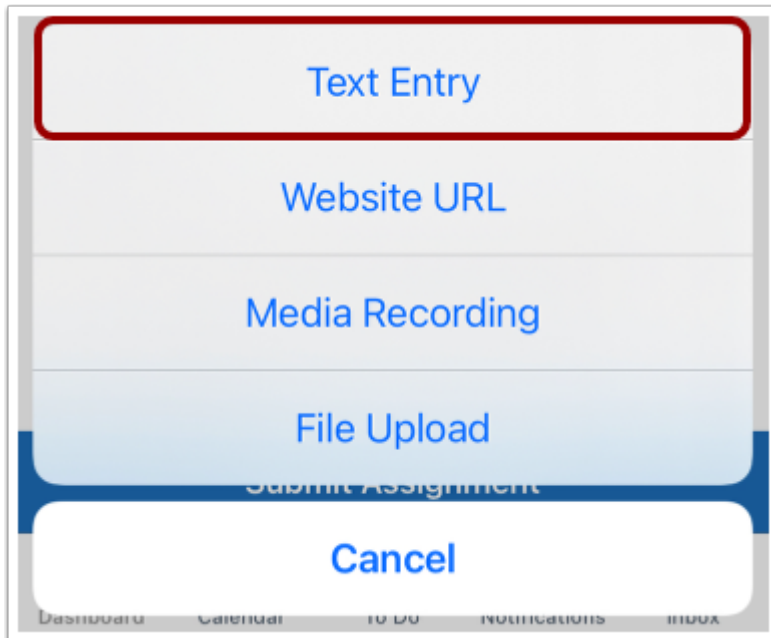 Text Entry
Website URL
Media Recording
File Upload
Submit Assignment
Cancel
Dashboard Calendar To Do Notifications Inbox